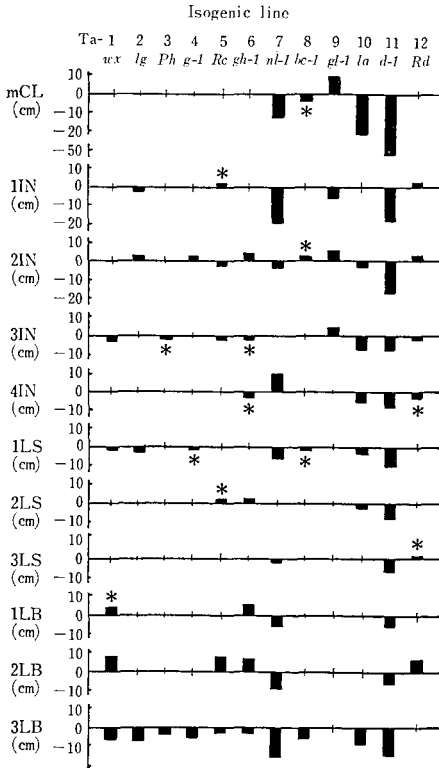 Isogenic line
Ta- 1 2 3 4 5 6 7 8 9 10 11 12
wx lg Ph g-1 Rc gh-1 nl-1 bc-1 gl-1 la d-1 Rd
10
mCL 0
(cm) -10
*
-20
-50
*
10
1IN 0
(cm) -10
-20
*
10
2IN 0
(cm) -10
-20
10
3IN 0
(cm) -10
* *
10
4IN 0
(cm) -10
* *
10
1LS 0
(cm) -10
* *
10
*
2LS 0
(cm) -10
10
*
3LS 0
(cm) -10
*
10
1LB 0
(cm) -10
10
2LB 0
(cm) -10
10
3LB 0
(cm) -10
-20